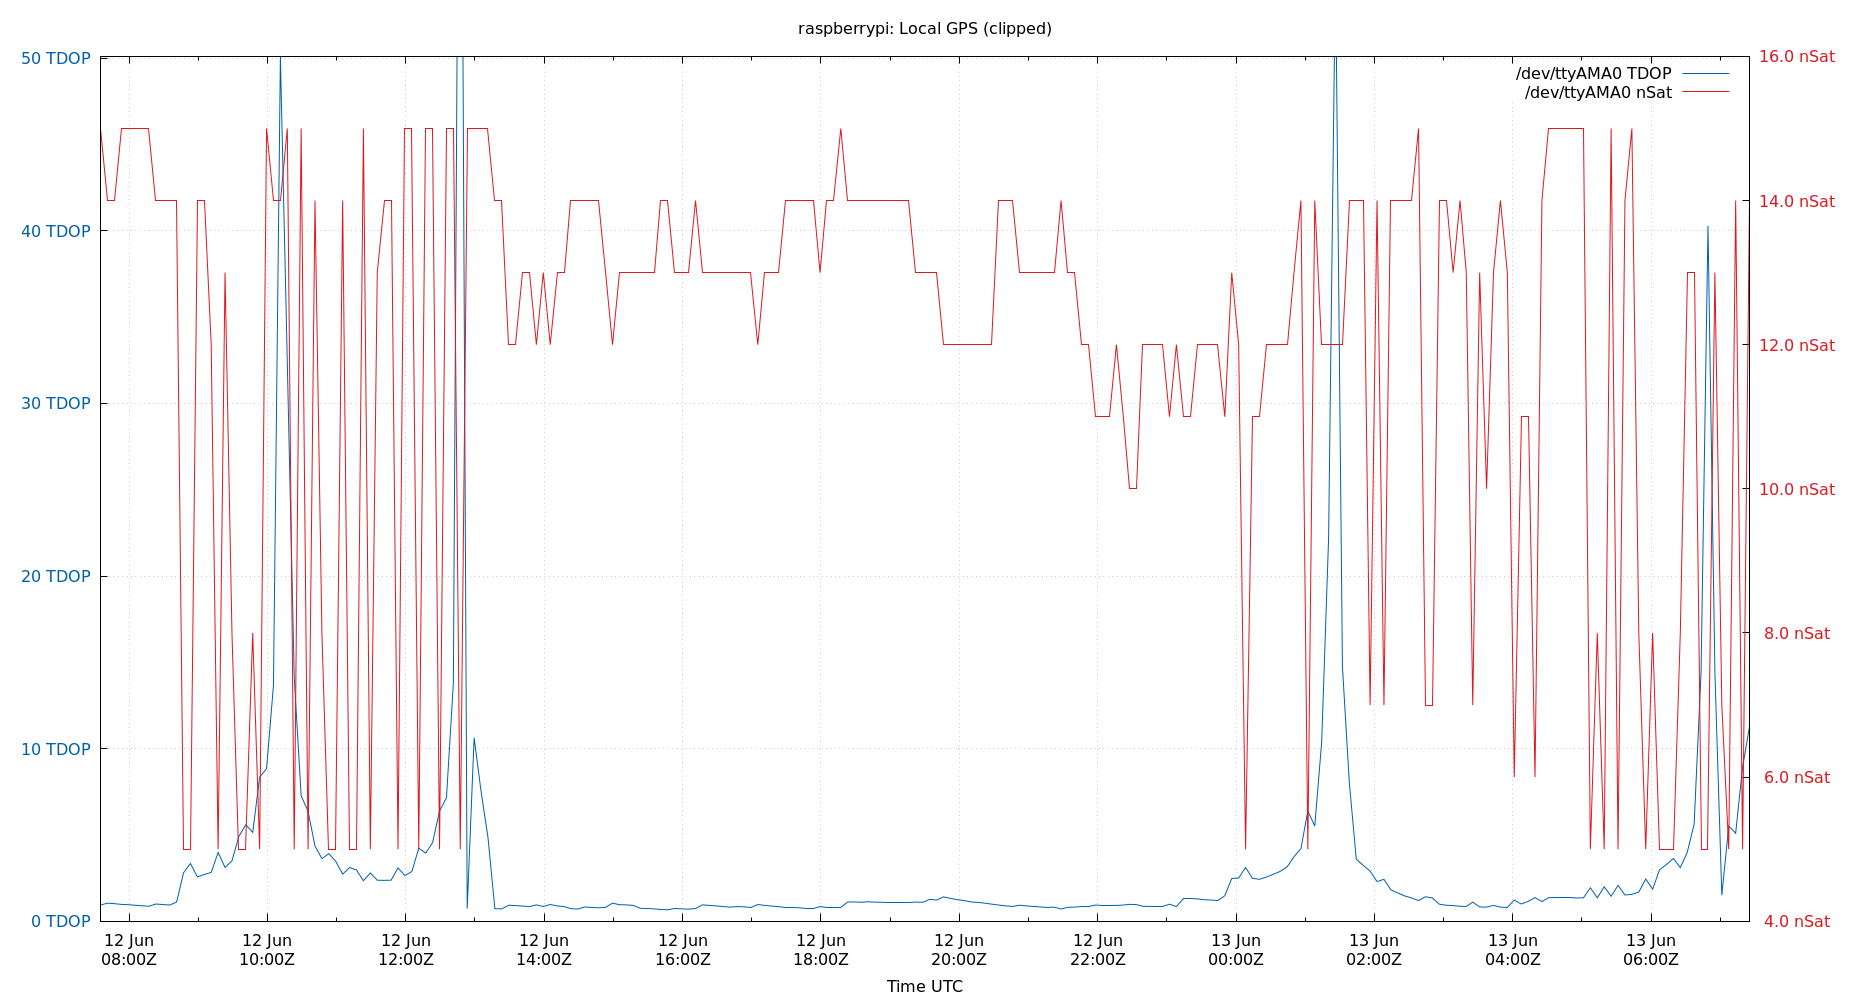 raspberrypi: Local GPS (clipped)
50 TDOP
40 TDOP
30 TDOP
20 TDOP
10 TDOP
0 TDOP
16.0 nSat
14.0 nSat
12.0 nSat
10.0 nSat
8.0 nSat
6.0 nSat
4.0 nSat
/dev/ttyAMA0 TDOP
/dev/ttyAMA0 nSat
12 Jun
08:00Z
12 Jun
10:00Z
12 Jun
12:00Z
12 Jun
14:00Z
12 Jun
16:00Z
12 Jun
18:00Z
12 Jun
20:00Z
12 Jun
22:00Z
13 Jun
00:00Z
13 Jun
02:00Z
13 Jun
04:00Z
13 Jun
06:00Z
Time UTC